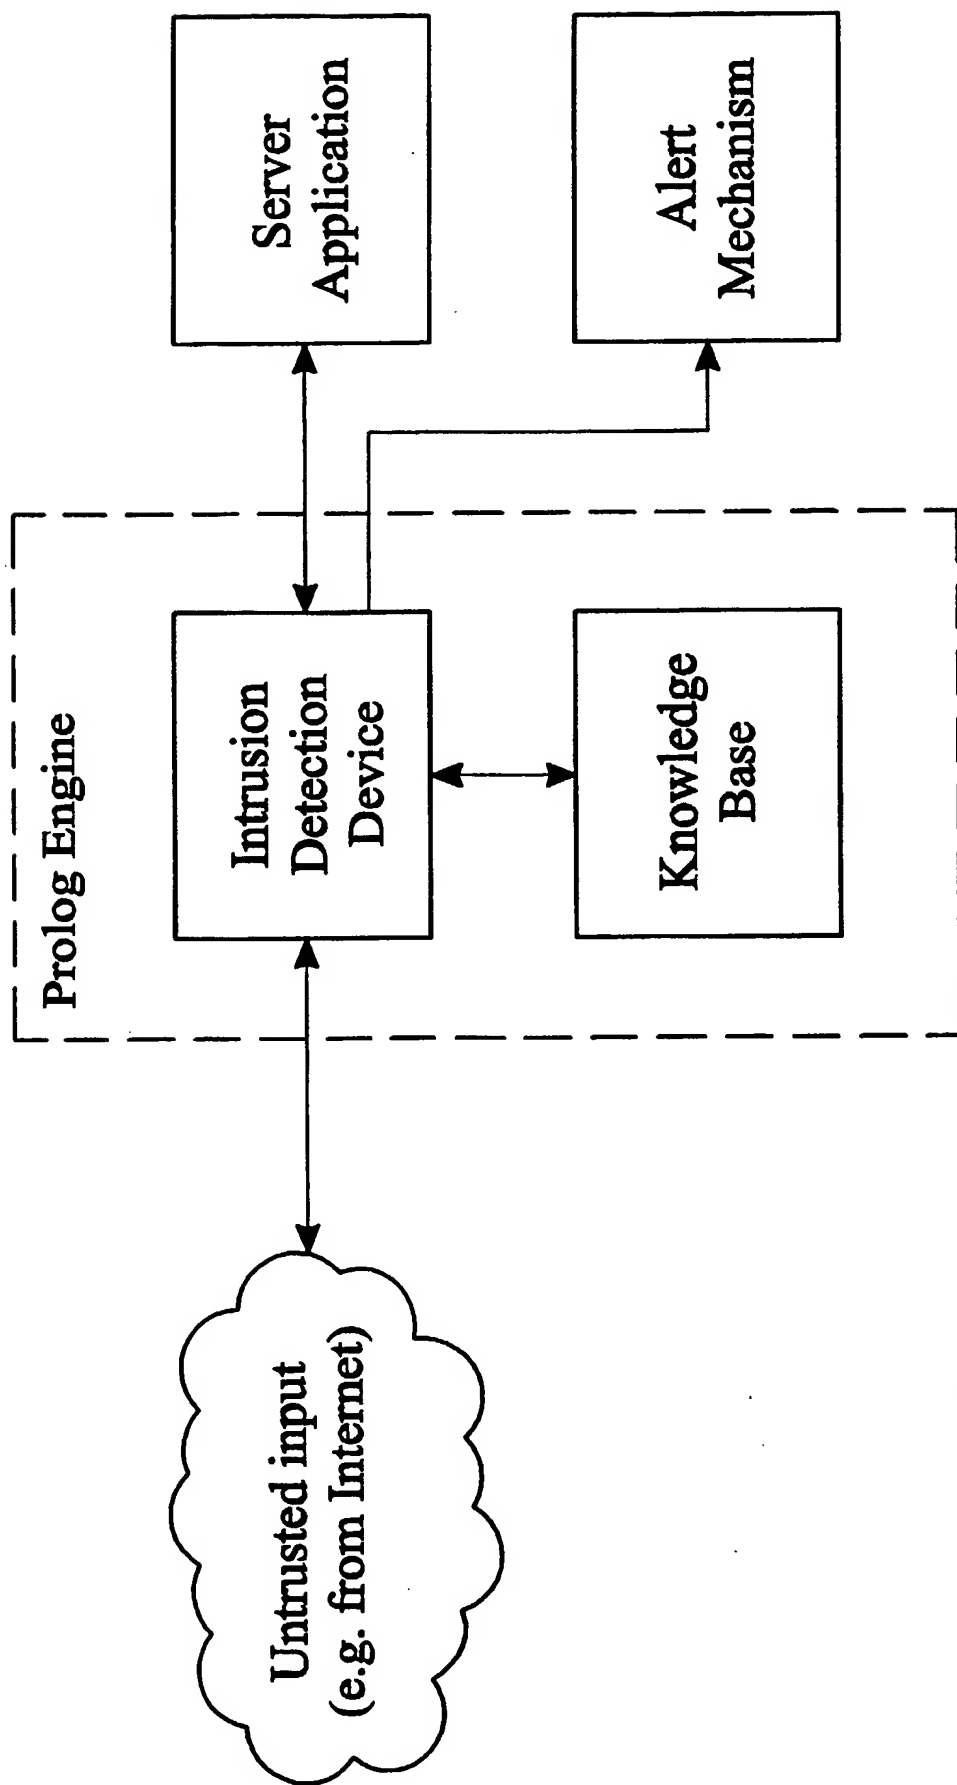 Prolog Engine
Untrusted input
(e.g. from Internet)
Intrusion
Detection
Device
Server
Application
Knowledge
Base
Alert
Mechanism